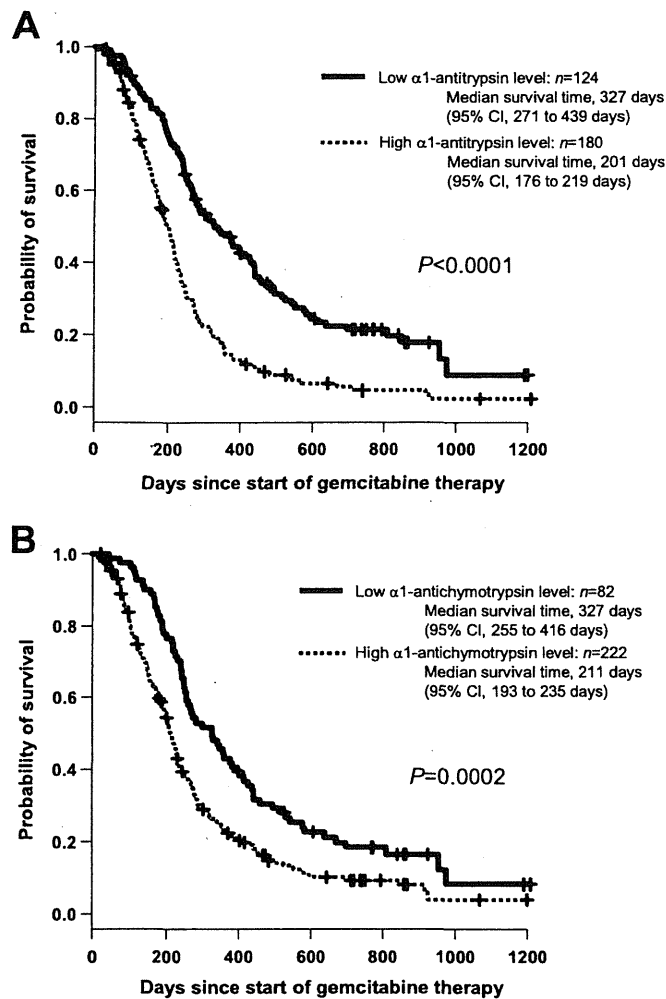 A
1.0
0.8
0.6
0.4
0.2
0.0
Probability of survival
Low α1-antitrypsin level: n=124
Median survival time, 327 days
(95% CI, 271 to 439 days)
High α1-antitrypsin level: n=180
Median survival time, 201 days
(95% CI, 176 to 219 days)
P<0.0001
0 200 400 600 800 1000 1200
Days since start of gemcitabine therapy
B
1.0
0.8
0.6
0.4
0.2
0.0
Probability of survival
Low α1-antichymotrypsin level: n=82
Median survival time, 327 days
(95% CI, 255 to 416 days)
High α1-antichymotrypsin level: n=222
Median survival time, 211 days
(95% CI, 193 to 235 days)
P=0.0002
0 200 400 600 800 1000 1200
Days since start of gemcitabine therapy